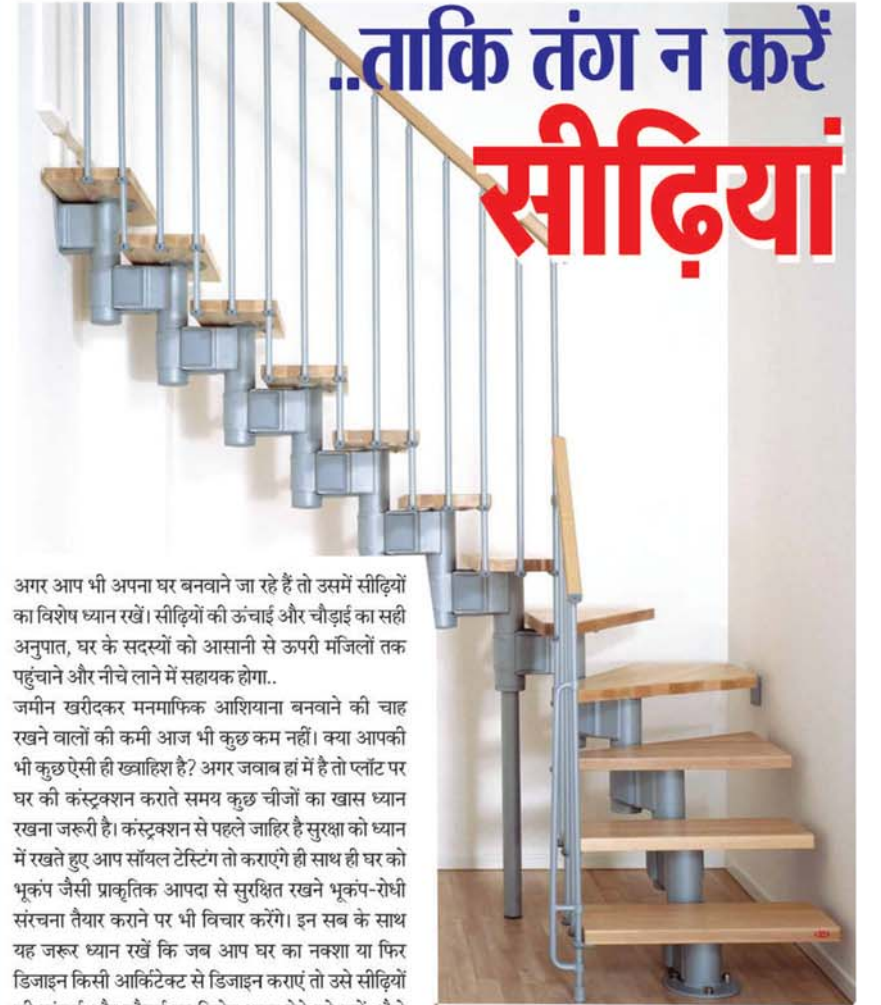 ..ताकि तंग न करें
सीढ़ियां
अगर आप भी अपना घर बनवाने जा रहे हैं तो उसमें सीढ़ियों
का विशेष ध्यान रखें। सीढ़ियों की ऊंचाई और चौड़ाई का सही
अनुपात, घर के सदस्यों को आसानी से ऊपरी मंजिलों तक
पहुंचाने और नीचे लाने में सहायक होगा..
जमीन खरीदकर मनमाफिक आशियाना बनवाने की चाह
रखने वालों की कमी आज भी कुछ कम नहीं। क्या आपकी
भी कुछ ऐसी ही ख्वाहिश है? अगर जवाब हां में है तो प्लॉट पर
घर की कंस्ट्रक्शन कराते समय कुछ चीजों का खास ध्यान
रखना जरूरी है। कंस्ट्रक्शन से पहले जाहिर है सुरक्षा को ध्यान
में रखते हुए आप सॉयल टेस्टिंग तो कराएंगे ही साथ ही घर को
भूकंप जैसी प्राकृतिक आपदा से सुरक्षित रखने भूकंप-रोधी
संरचना तैयार कराने पर भी विचार करेंगे। इन सब के साथ
यह जरूर ध्यान रखें कि जब आप घर का नक्शा या फिर
डिजाइन किसी आर्किटेक्ट से डिजाइन कराएं तो उसे सीढ़ियों